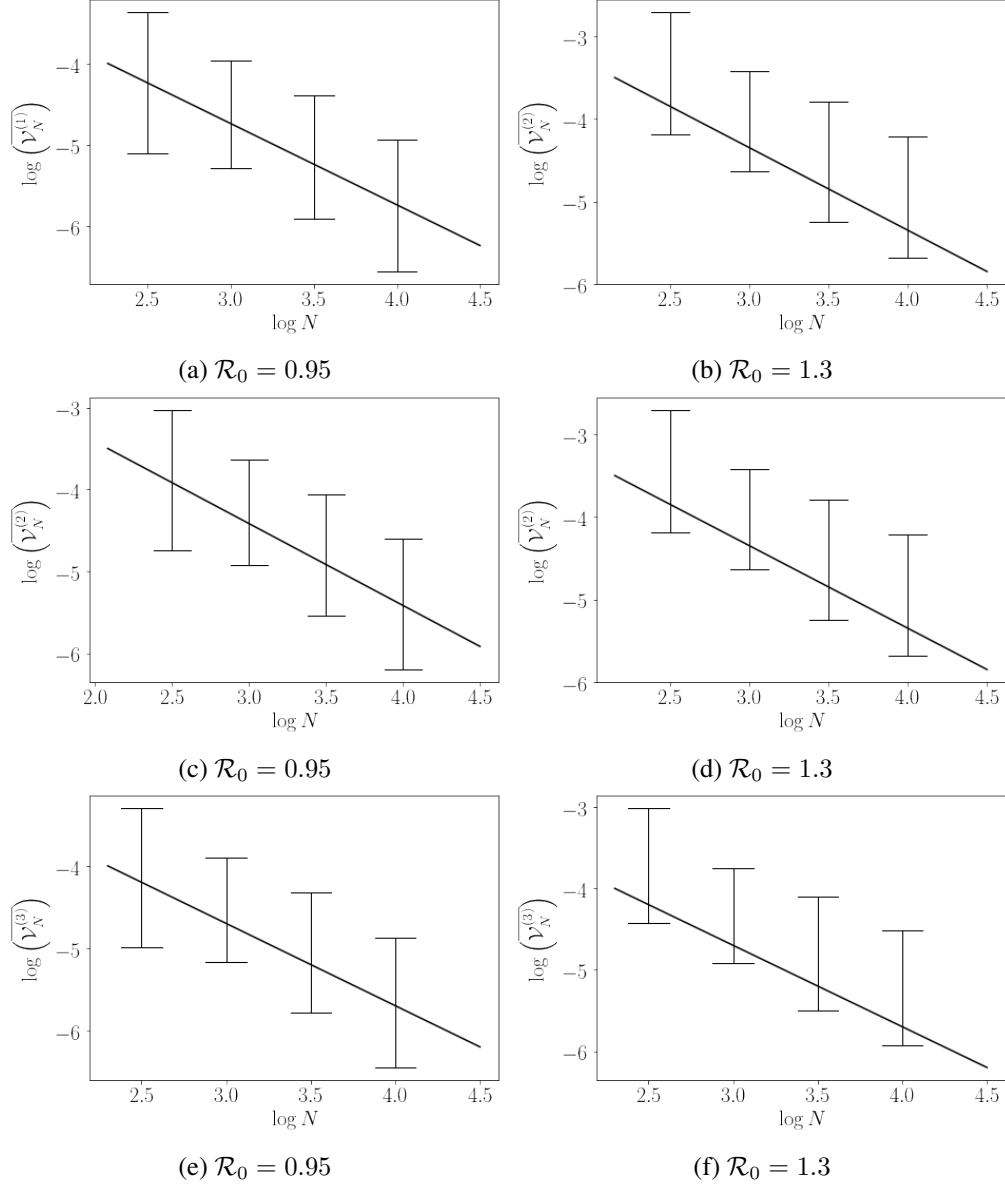 −4
−5
−6
log ( \overline{𝒱_N^{(1)}} )
2.5 3.0 3.5 4.0 4.5
log N
(a) ℛ₀ = 0.95
−3
−4
−5
−6
log ( \overline{𝒱_N^{(2)}} )
2.5 3.0 3.5 4.0 4.5
log N
(b) ℛ₀ = 1.3
−3
−4
−5
−6
log ( \overline{𝒱_N^{(2)}} )
2.0 2.5 3.0 3.5 4.0 4.5
log N
(c) ℛ₀ = 0.95
−3
−4
−5
−6
log ( \overline{𝒱_N^{(2)}} )
2.5 3.0 3.5 4.0 4.5
log N
(d) ℛ₀ = 1.3
−4
−5
−6
log ( \overline{𝒱_N^{(3)}} )
2.5 3.0 3.5 4.0 4.5
log N
(e) ℛ₀ = 0.95
−3
−4
−5
−6
log ( \overline{𝒱_N^{(3)}} )
2.5 3.0 3.5 4.0 4.5
log N
(f) ℛ₀ = 1.3